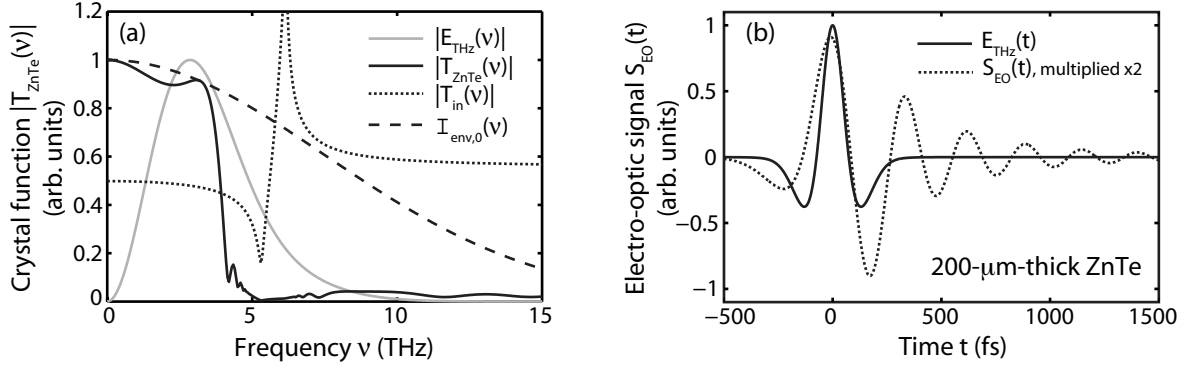 (a)
|E_THz(ν)|
|T_ZnTe(ν)|
|T_in(ν)|
I_env,0(ν)
Crystal function |T_ZnTe(ν)|
(arb. units)
0
0.2
0.4
0.6
0.8
1
1.2
0
5
10
15
Frequency ν (THz)
(b)
E_THz(t)
S_EO(t), multiplied x2
200-μm-thick ZnTe
Electro-optic signal S_EO(t)
(arb. units)
1
0.5
0
−0.5
−1
−500
0
500
1000
1500
Time t (fs)